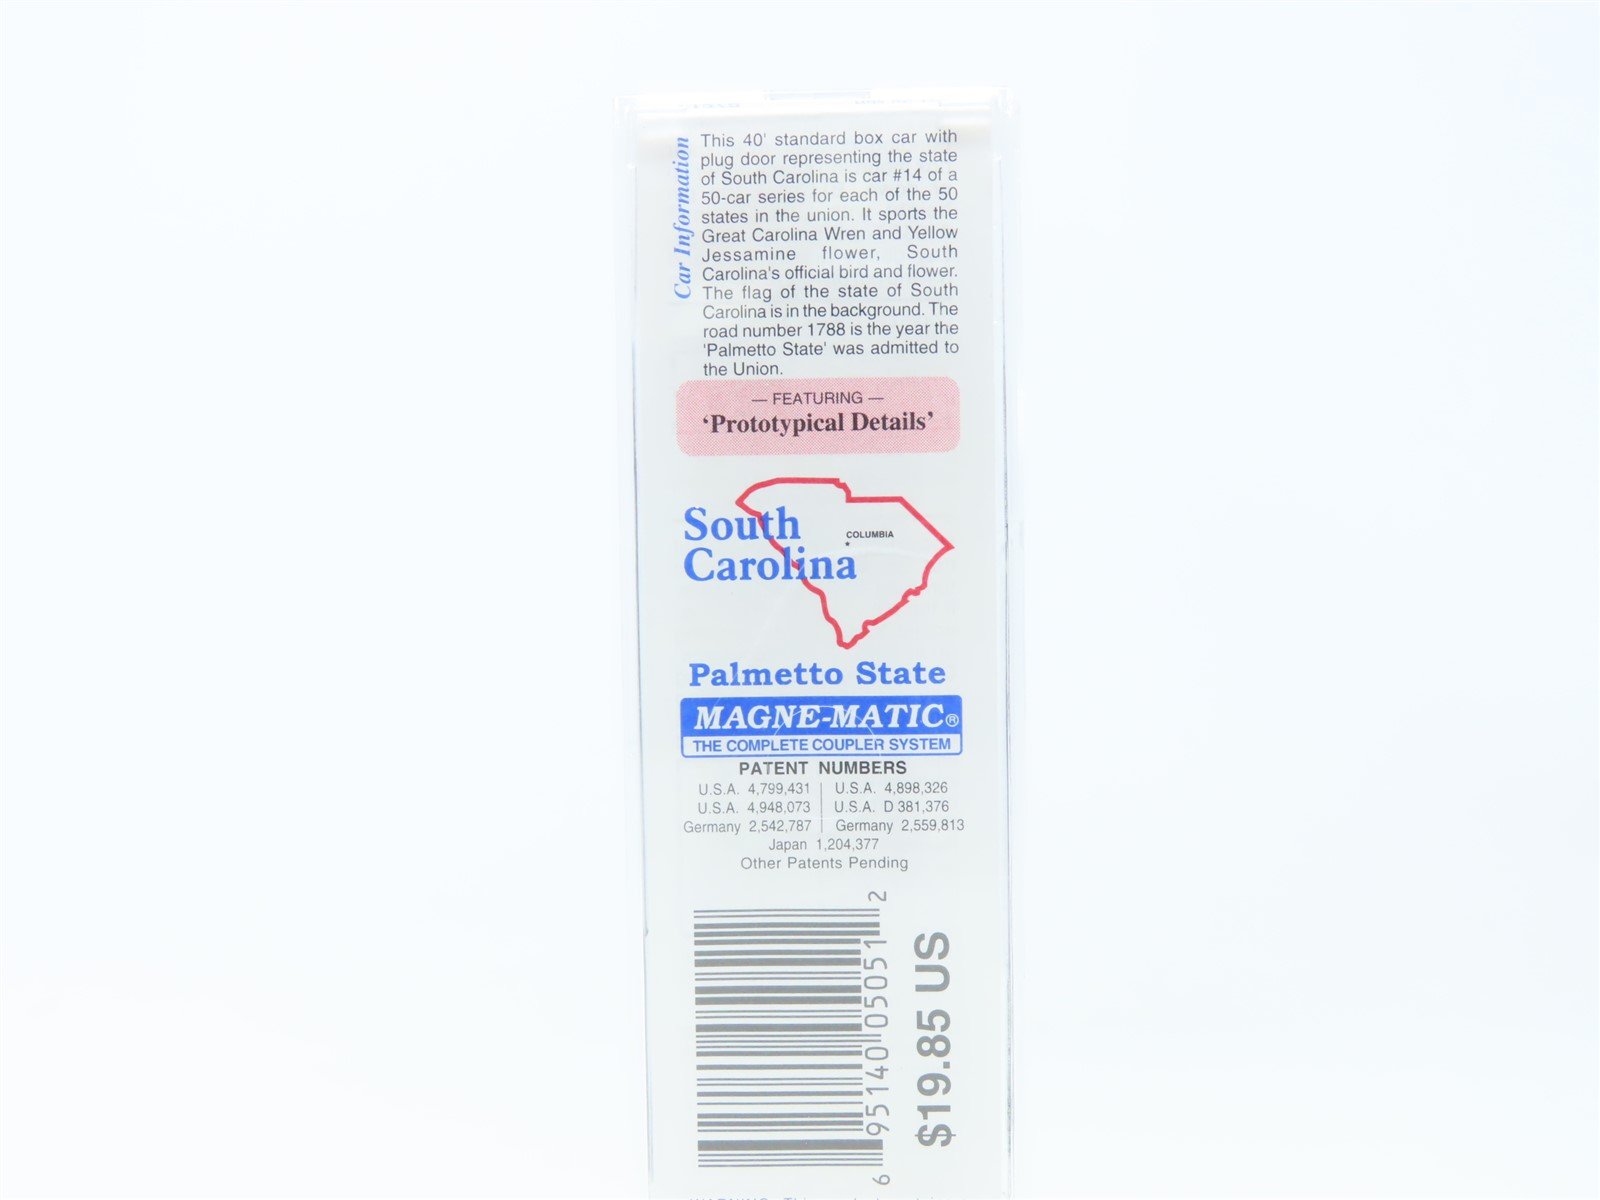 Car Information
This 40' standard box car with
plug door representing the state
of South Carolina is car #14 of a
50-car series for each of the 50
states in the union. It sports the
Great Carolina Wren and Yellow
Jessamine flower, South
Carolina's official bird and flower.
The flag of the state of South
Carolina is in the background. The
road number 1788 is the year the
'Palmetto State' was admitted to
the Union.
— FEATURING —
'Prototypical Details'
South
Carolina
COLUMBIA
Palmetto State
MAGNE-MATIC®
THE COMPLETE COUPLER SYSTEM
PATENT NUMBERS
U.S.A. 4,799,431 | U.S.A. 4,898,326
U.S.A. 4,948,073 | U.S.A. D 381,376
Germany 2,542,787 | Germany 2,559,813
Japan 1,204,377
Other Patents Pending
6 95140 05051 2
$19.85 US